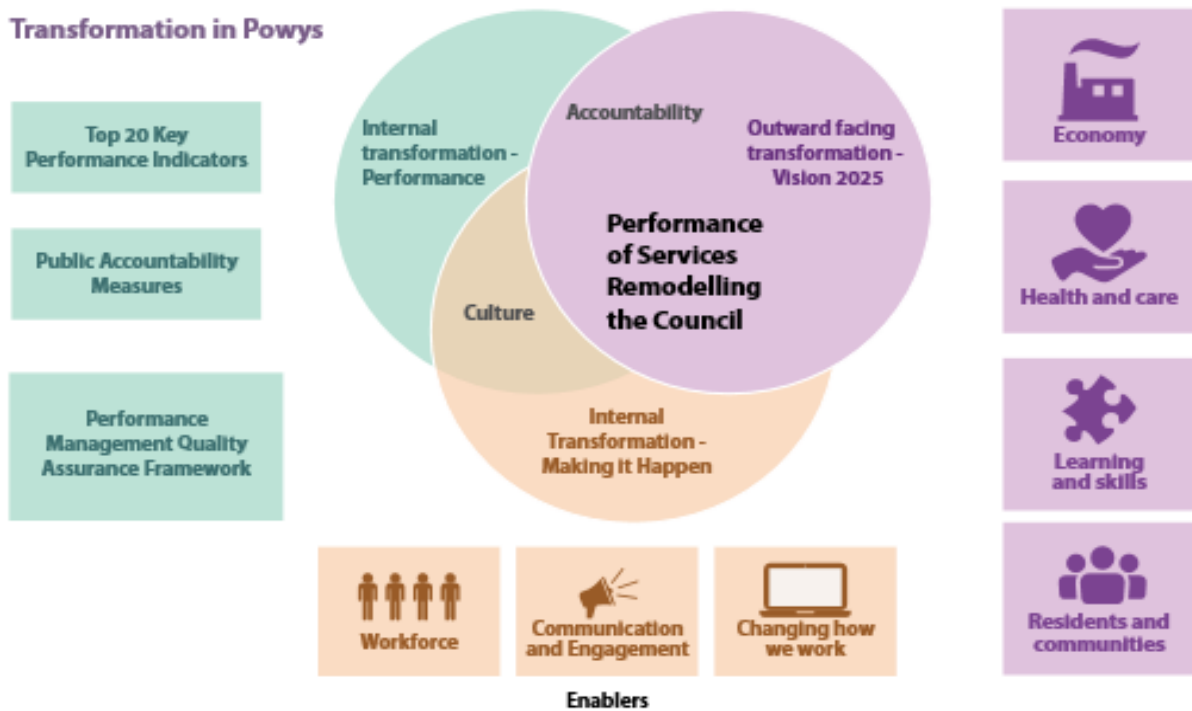 Transformation in Powys
Top 20 Key
Performance Indicators
Public Accountability
Measures
Performance
Management Quality
Assurance Framework
Internal
transformation -
Performance
Accountability
Outward facing
transformation -
Vision 2025
Performance
of Services
Remodelling
the Council
Culture
Internal
Transformation -
Making it Happen
Economy
Health and care
Learning
and skills
Residents and
communities
Workforce
Communication
and Engagement
Changing how
we work
Enablers